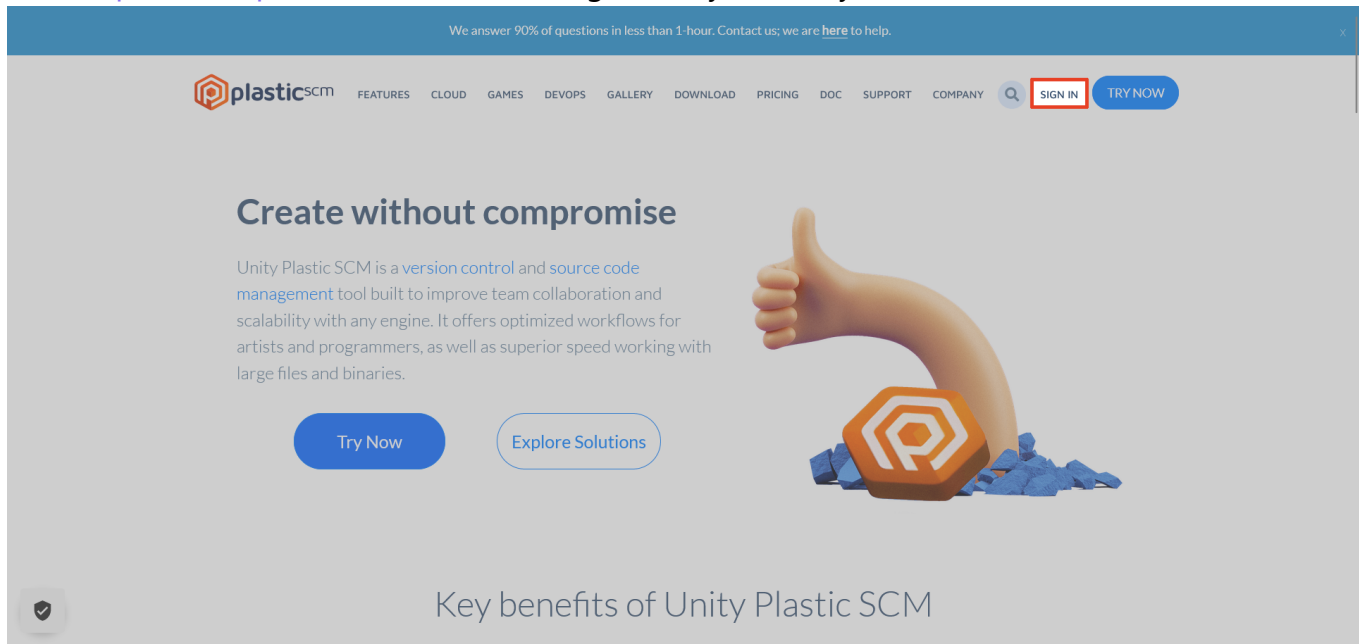 We answer 90% of questions in less than 1-hour. Contact us; we are here to help.
x
plasticscm FEATURES CLOUD GAMES DEVOPS GALLERY DOWNLOAD PRICING DOC SUPPORT COMPANY SIGN IN TRY NOW
Create without compromise
Unity Plastic SCM is a version control and source code
management tool built to improve team collaboration and
scalability with any engine. It offers optimized workflows for
artists and programmers, as well as superior speed working with
large files and binaries.
Try Now
Explore Solutions
Key benefits of Unity Plastic SCM